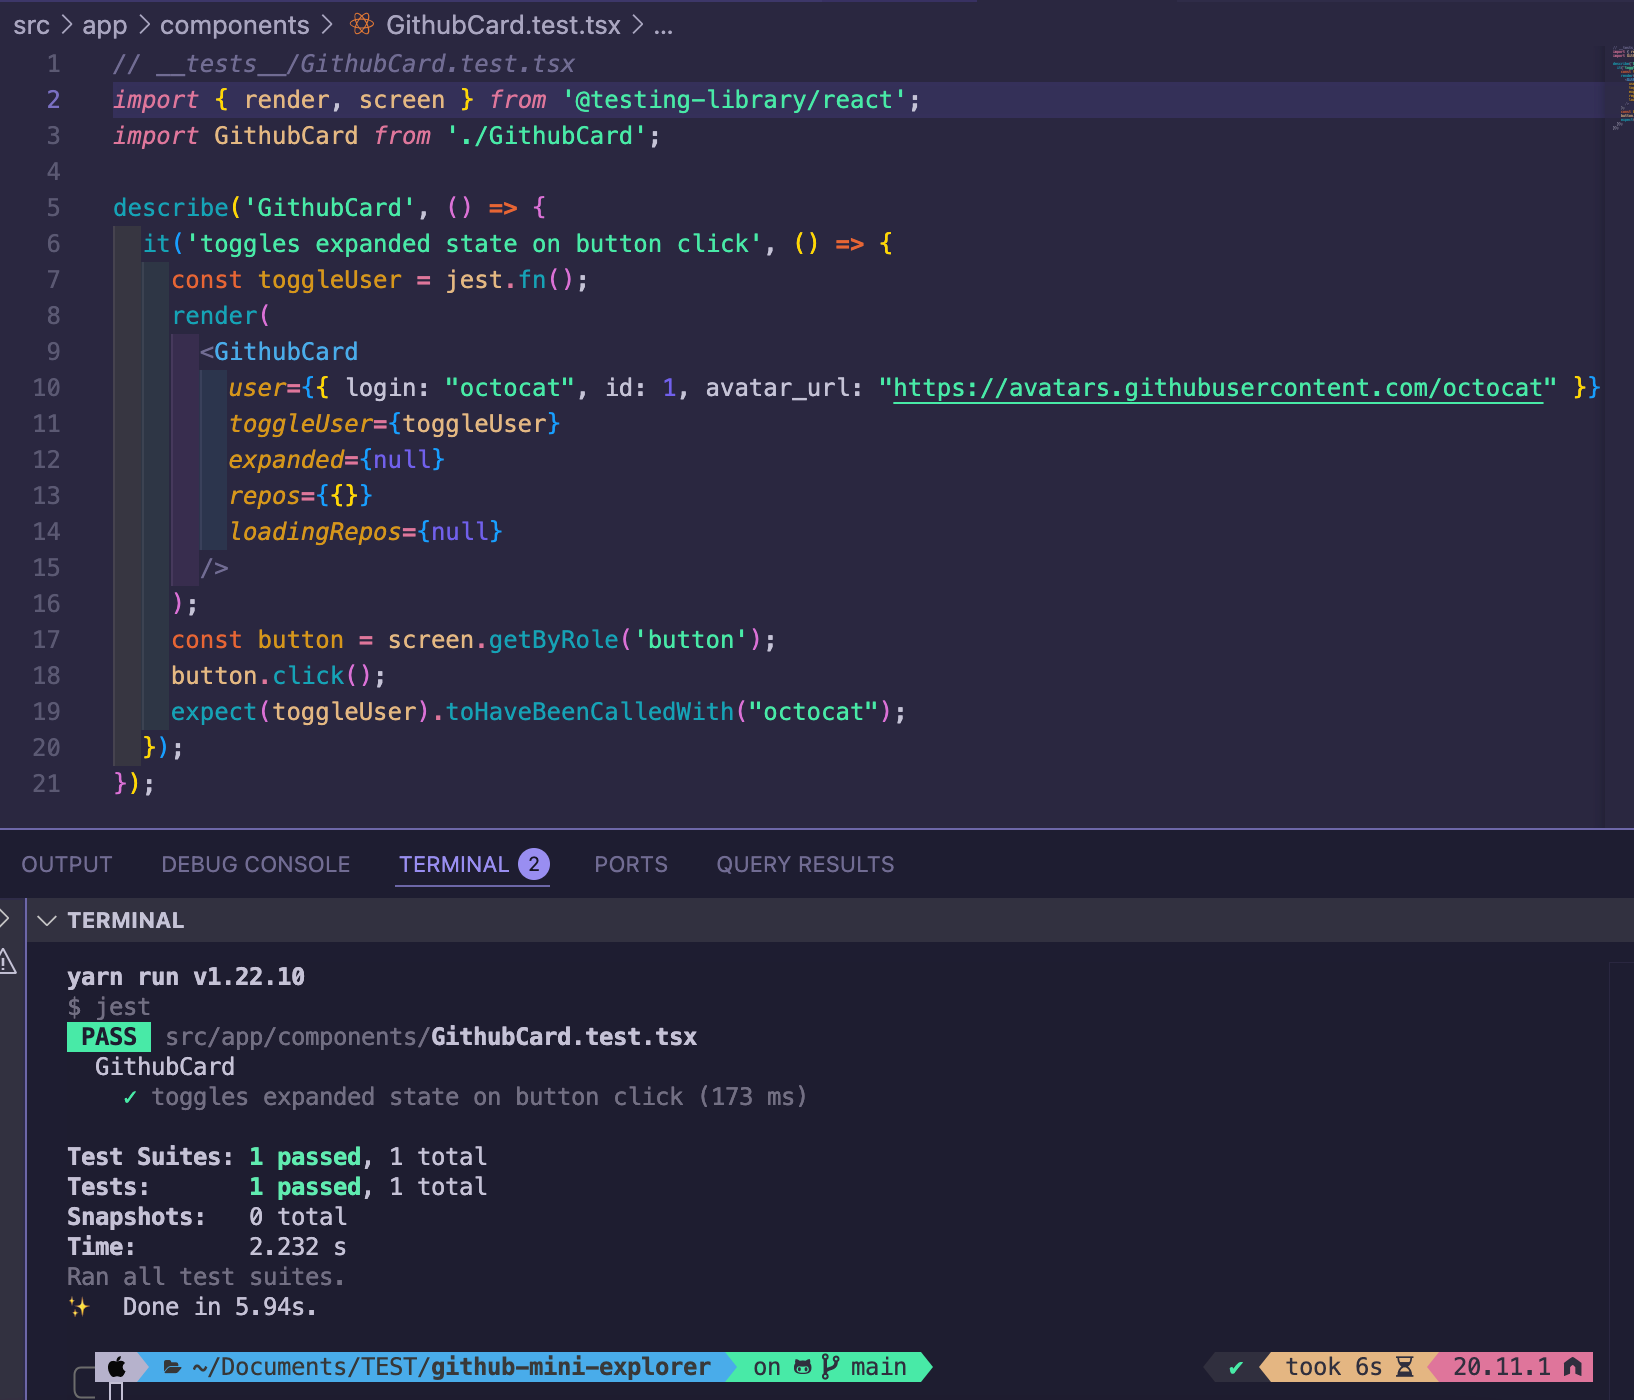 src > app > components > GithubCard.test.tsx > ...
1 // __tests__/GithubCard.test.tsx
2 import { render, screen } from '@testing-library/react';
3 import GithubCard from './GithubCard';
4
5 describe('GithubCard', () => {
6 it('toggles expanded state on button click', () => {
7 const toggleUser = jest.fn();
8 render(
9 <GithubCard
10 user={{ login: "octocat", id: 1, avatar_url: "https://avatars.githubusercontent.com/octocat" }}
11 toggleUser={toggleUser}
12 expanded={null}
13 repos={{}}
14 loadingRepos={null}
15 />
16 );
17 const button = screen.getByRole('button');
18 button.click();
19 expect(toggleUser).toHaveBeenCalledWith("octocat");
20 });
21 });
OUTPUT DEBUG CONSOLE TERMINAL 2 PORTS QUERY RESULTS
TERMINAL
yarn run v1.22.10
$ jest
PASS src/app/components/GithubCard.test.tsx
GithubCard
✓ toggles expanded state on button click (173 ms)
Test Suites: 1 passed, 1 total
Tests: 1 passed, 1 total
Snapshots: 0 total
Time: 2.232 s
Ran all test suites.
✨ Done in 5.94s.
~/Documents/TEST/github-mini-explorer on main ✔ took 6s 20.11.1